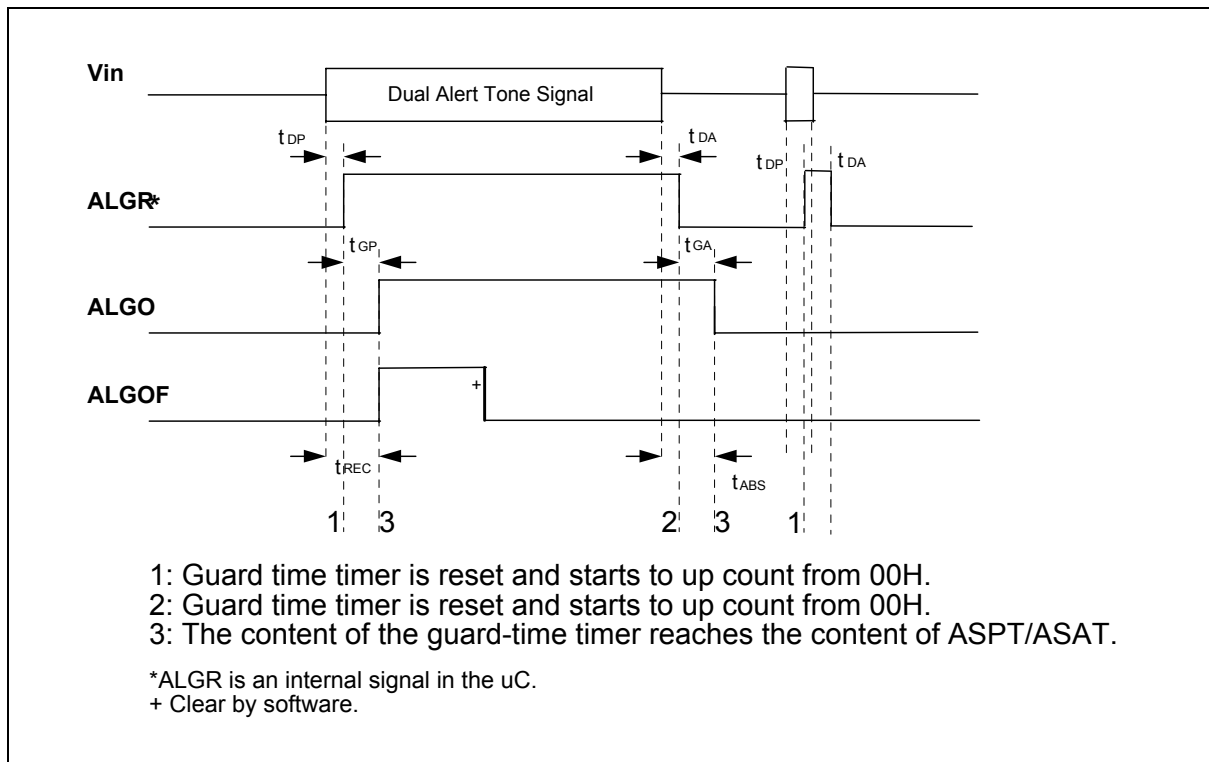 Vin
Dual Alert Tone Signal
tDP
tDA
tDP
tDA
ALGR*
tGP
tGA
ALGO
ALGOF
+
tREC
tABS
1 3 2 3 1
1: Guard time timer is reset and starts to up count from 00H.
2: Guard time timer is reset and starts to up count from 00H.
3: The content of the guard-time timer reaches the content of ASPT/ASAT.
*ALGR is an internal signal in the uC.
+ Clear by software.